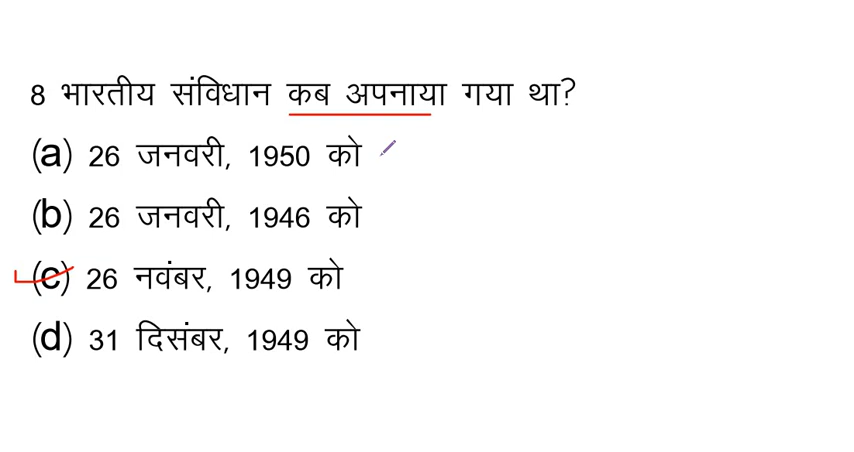 8 भारतीय संविधान कब अपनाया गया था?
(a) 26 जनवरी, 1950 को
(b) 26 जनवरी, 1946 को
(c) 26 नवंबर, 1949 को
(d) 31 दिसंबर, 1949 को